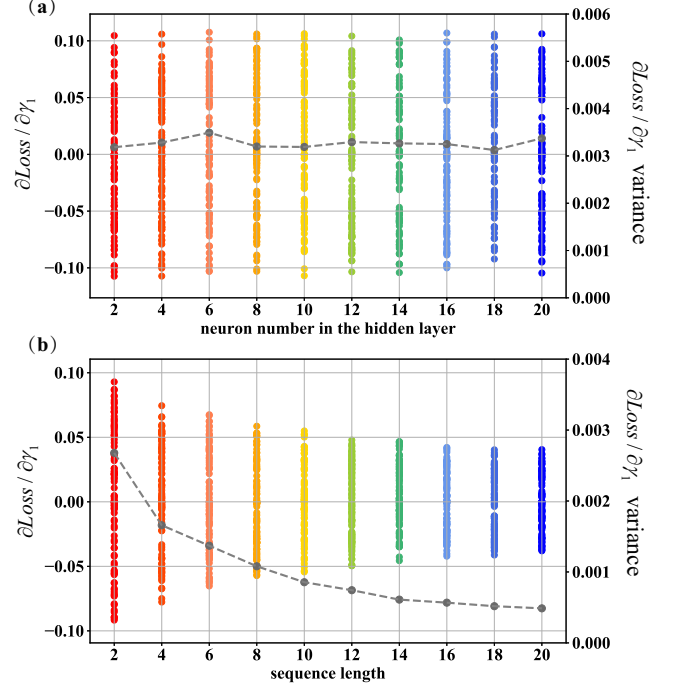 (a)
∂Loss / ∂γ₁
0.10
0.05
0.00
−0.05
−0.10
0.006
0.005
0.004
0.003
0.002
0.001
0.000
∂Loss / ∂γ₁ variance
2 4 6 8 10 12 14 16 18 20
neuron number in the hidden layer
(b)
∂Loss / ∂γ₁
0.10
0.05
0.00
−0.05
−0.10
0.004
0.003
0.002
0.001
0.000
∂Loss / ∂γ₁ variance
2 4 6 8 10 12 14 16 18 20
sequence length